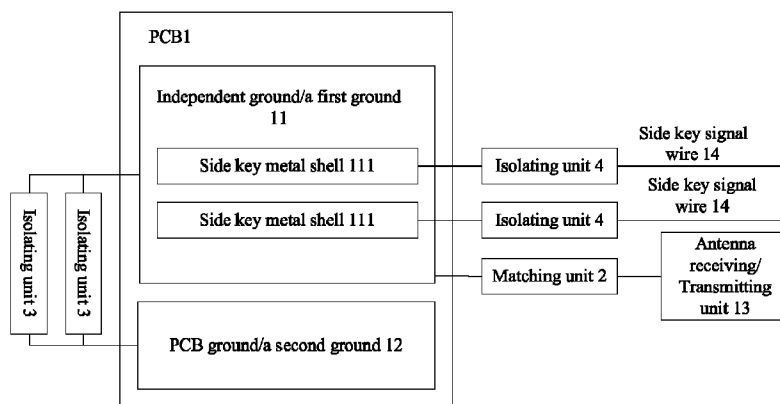 PCB1
Independent ground/a first ground
11
Side key metal shell 111
Side key metal shell 111
PCB ground/a second ground 12
Isolating unit 3
Isolating unit 3
Isolating unit 4
Isolating unit 4
Matching unit 2
Side key signal
wire 14
Side key signal
wire 14
Antenna
receiving/
Transmitting
unit 13